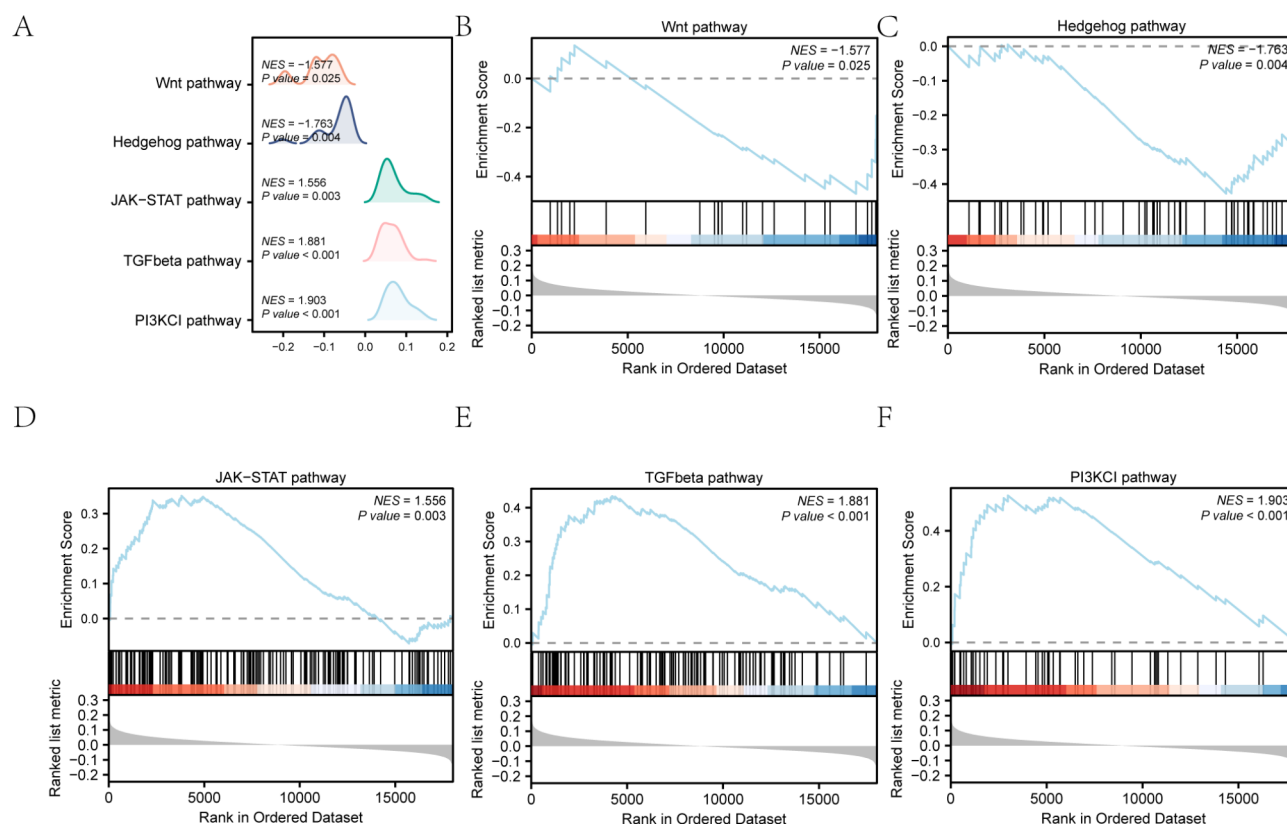 A
NES = −1.577
P value = 0.025
Wnt pathway
NES = −1.763
P value = 0.004
Hedgehog pathway
NES = 1.556
P value = 0.003
JAK−STAT pathway
NES = 1.881
P value < 0.001
TGFbeta pathway
NES = 1.903
P value < 0.001
PI3KCI pathway
−0.2 −0.1 0.0 0.1 0.2
B
Wnt pathway
NES = −1.577
P value = 0.025
Enrichment Score
0.0
−0.2
−0.4
Ranked list metric
0.3
0.1
0.0
−0.1
−0.2
0 5000 10000 15000
Rank in Ordered Dataset
C
Hedgehog pathway
NES = −1.763
P value = 0.004
Enrichment Score
0.0
−0.1
−0.2
−0.3
−0.4
Ranked list metric
0.3
0.1
0.0
−0.1
−0.2
0 5000 10000 15000
Rank in Ordered Dataset
D
JAK−STAT pathway
NES = 1.556
P value = 0.003
Enrichment Score
0.3
0.2
0.1
0.0
Ranked list metric
0.3
0.1
0.0
−0.1
−0.2
0 5000 10000 15000
Rank in Ordered Dataset
E
TGFbeta pathway
NES = 1.881
P value < 0.001
Enrichment Score
0.4
0.3
0.2
0.1
0.0
Ranked list metric
0.3
0.1
0.0
−0.1
−0.2
0 5000 10000 15000
Rank in Ordered Dataset
F
PI3KCI pathway
NES = 1.903
P value < 0.001
Enrichment Score
0.4
0.2
0.0
Ranked list metric
0.3
0.1
0.0
−0.1
−0.2
0 5000 10000 15000
Rank in Ordered Dataset